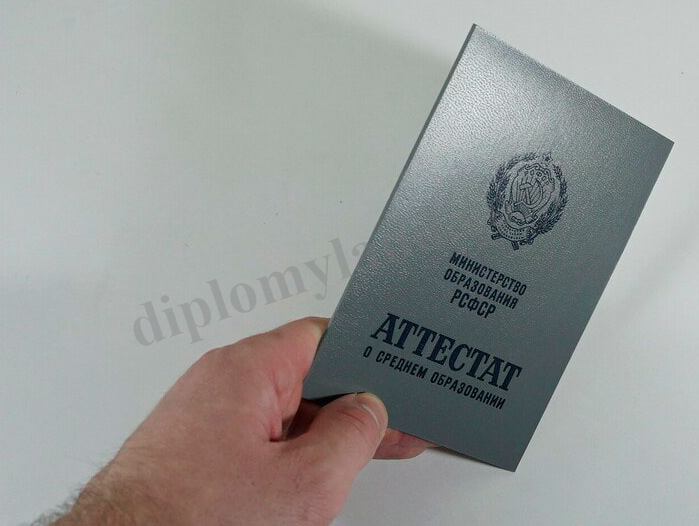 МИНИСТЕРСТВО
ОБРАЗОВАНИЯ
РСФСР
АТТЕСТАТ
О СРЕДНЕМ ОБРАЗОВАНИИ